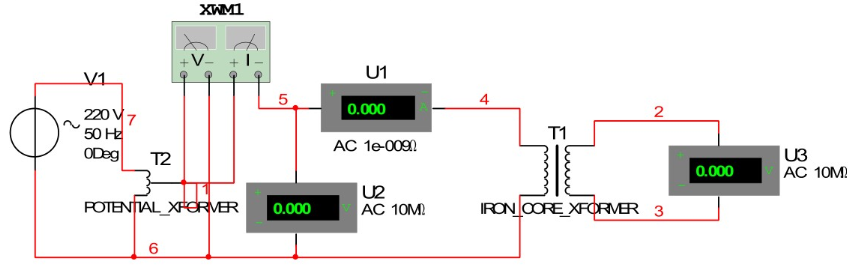 XWM1
V I
+ − + −
V1
220 V
50 Hz
0Deg
7
T2
1
POTENTIAL_XFORVER
6
5
U1
+ −
0.000 A
AC 1e-009Ω
4
U2
+
0.000 V
−
AC 10MΩ
T1
IRON_CORE_XFORMER
2
3
U3
+
0.000 V
−
AC 10MΩ